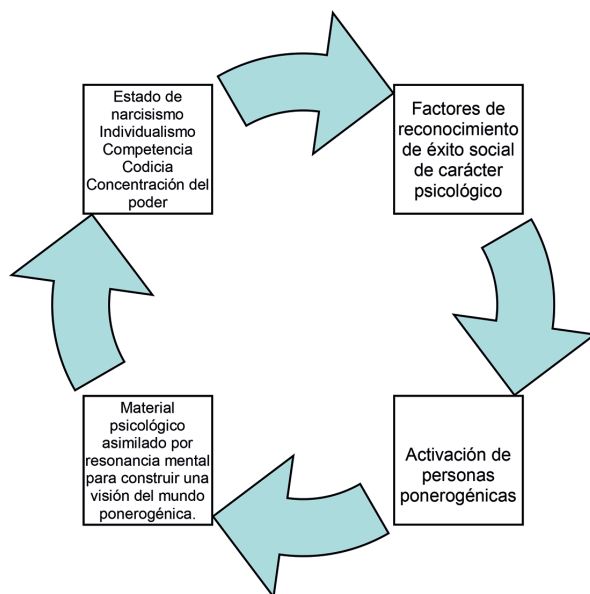 Estado de
narcisismo
Individualismo
Competencia
Codicia
Concentración del
poder
Factores de
reconocimiento
de éxito social
de carácter
psicológico
Activación de
personas
ponerogénicas
Material
psicológico
asimilado por
resonancia mental
para construir una
visión del mundo
ponerogénica.